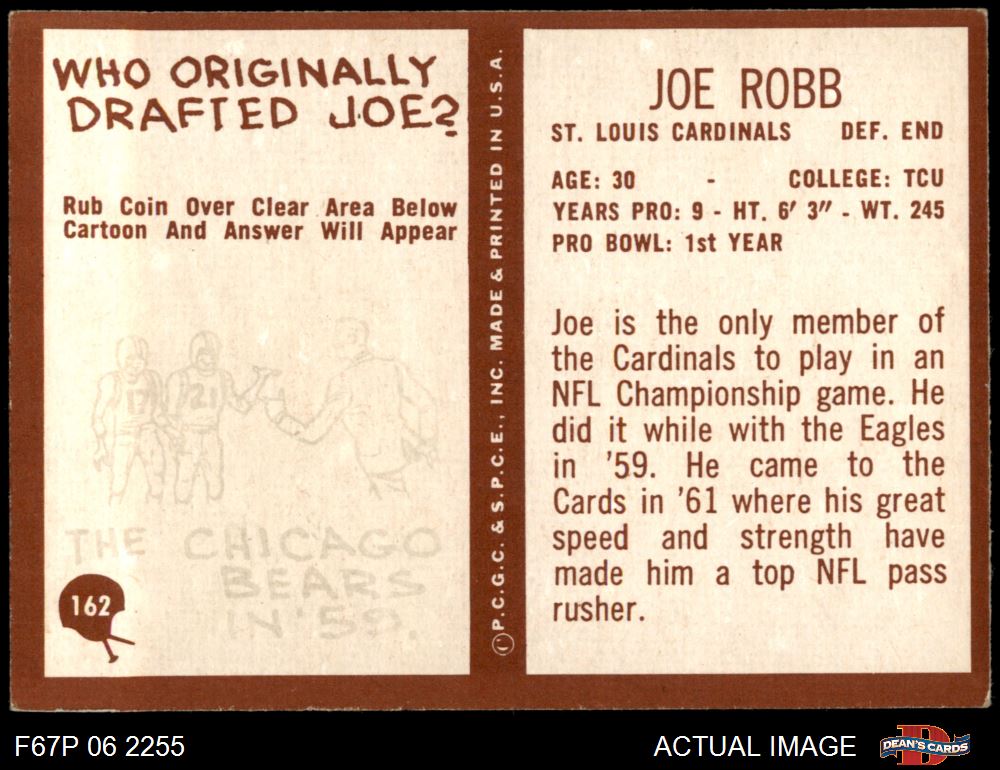 WHO ORIGINALLY
DRAFTED JOE?
Rub Coin Over Clear Area Below
Cartoon And Answer Will Appear
17
21
THE CHICAGO
BEARS
IN '59.
162
©P.C.G.C. & S.P.C.E., INC. MADE & PRINTED IN U.S.A.
JOE ROBB
ST. LOUIS CARDINALS DEF. END
AGE: 30 - COLLEGE: TCU
YEARS PRO: 9 - HT. 6' 3" - WT. 245
PRO BOWL: 1st YEAR
Joe is the only member of
the Cardinals to play in an
NFL Championship game. He
did it while with the Eagles
in '59. He came to the
Cards in '61 where his great
speed and strength have
made him a top NFL pass
rusher.
F67P 06 2255
ACTUAL IMAGE
D
DEAN'S CARDS